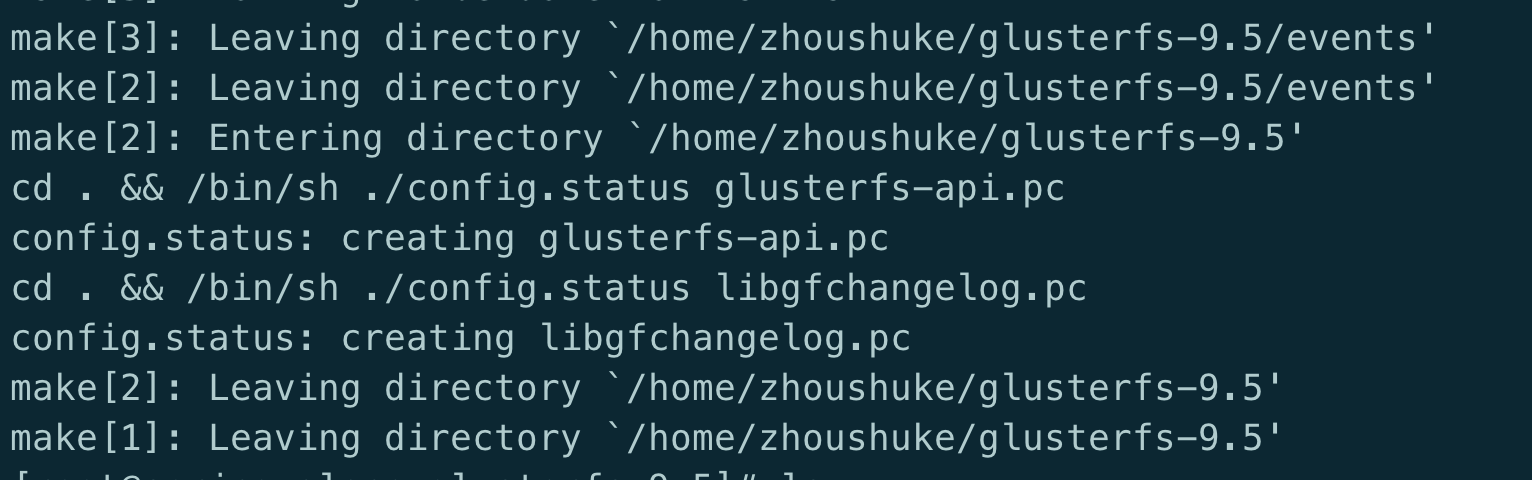 make[3]: Leaving directory `/home/zhoushuke/glusterfs-9.5/events'
make[2]: Leaving directory `/home/zhoushuke/glusterfs-9.5/events'
make[2]: Entering directory `/home/zhoushuke/glusterfs-9.5'
cd . && /bin/sh ./config.status glusterfs-api.pc
config.status: creating glusterfs-api.pc
cd . && /bin/sh ./config.status libgfchangelog.pc
config.status: creating libgfchangelog.pc
make[2]: Leaving directory `/home/zhoushuke/glusterfs-9.5'
make[1]: Leaving directory `/home/zhoushuke/glusterfs-9.5'